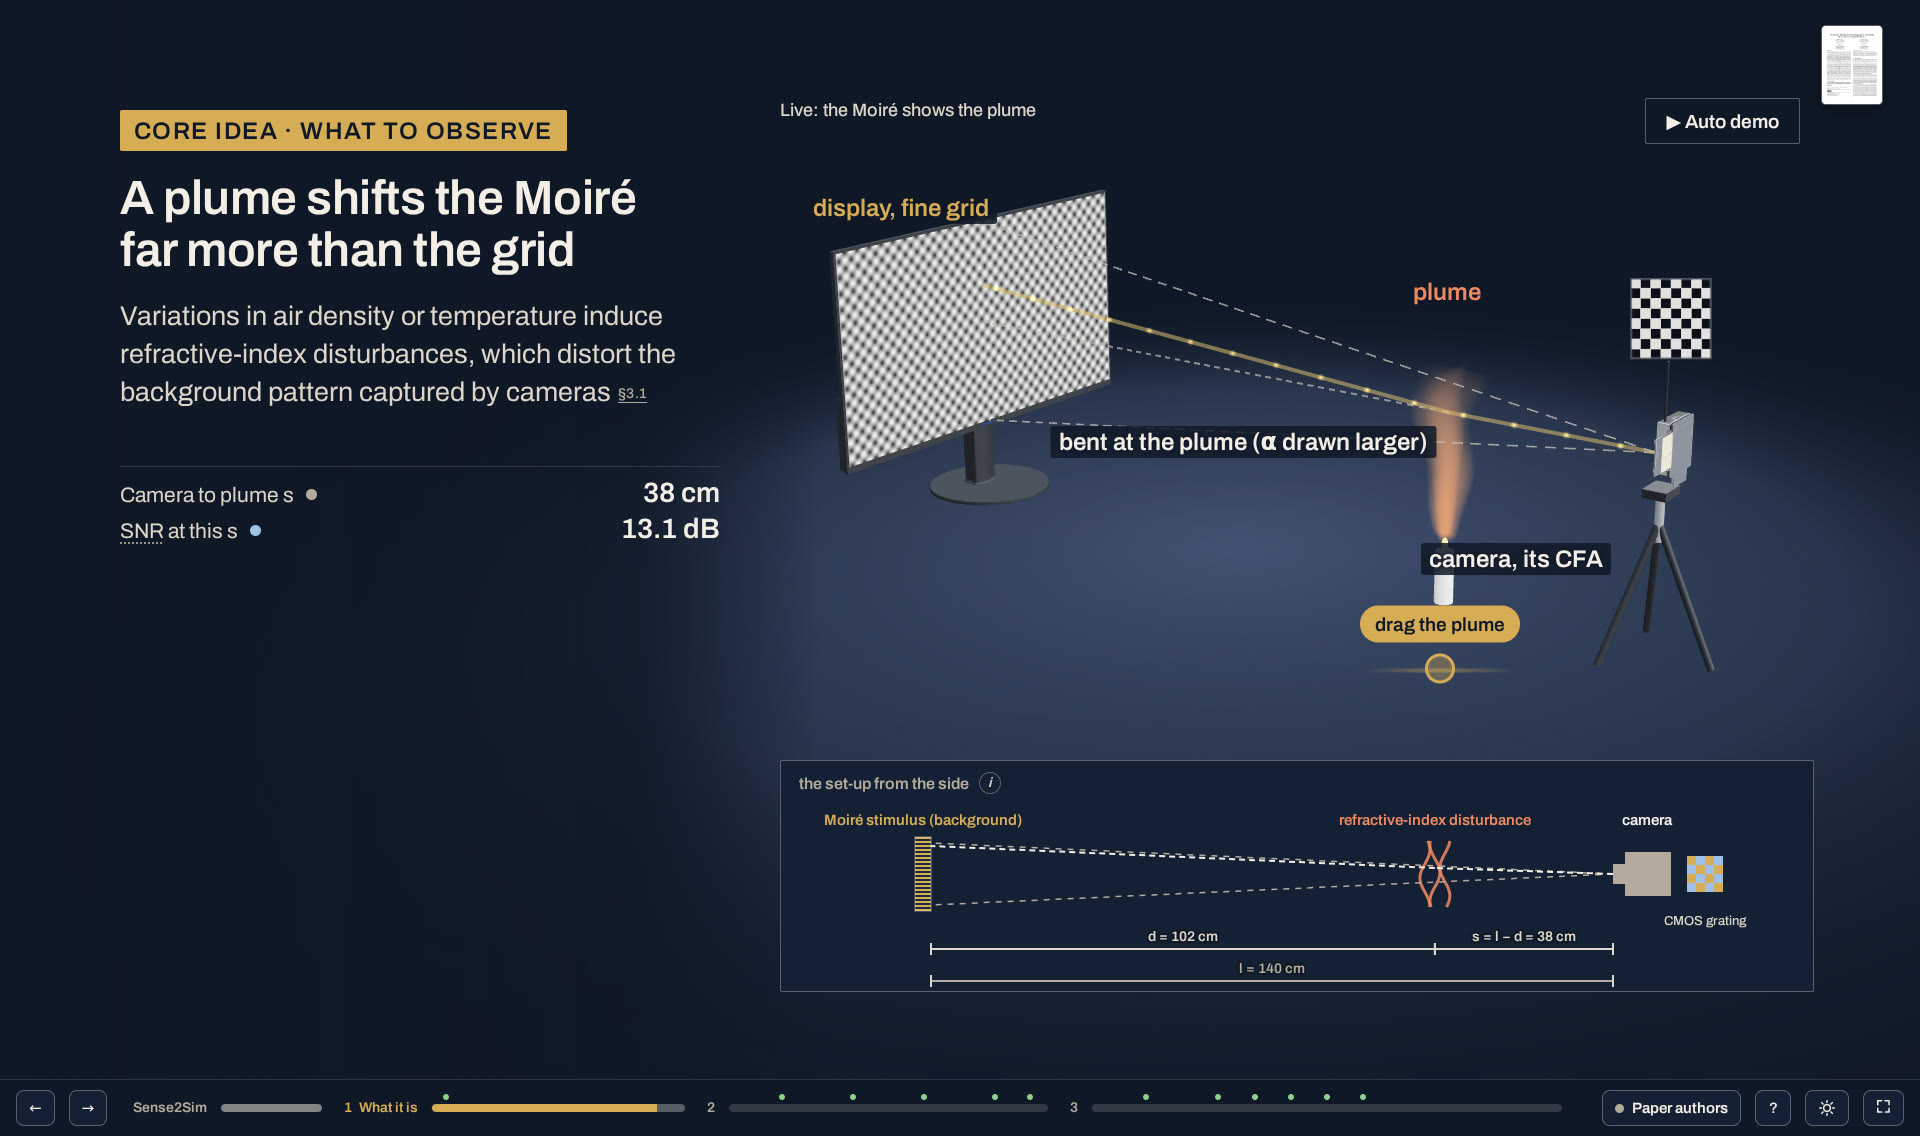 CORE IDEA · WHAT TO OBSERVE
A plume shifts the Moiré
far more than the grid
Variations in air density or temperature induce
refractive-index disturbances, which distort the
background pattern captured by cameras §3.1
Camera to plume s 38 cm
SNR at this s 13.1 dB
Live: the Moiré shows the plume
▶ Auto demo
display, fine grid
plume
bent at the plume (α drawn larger)
camera, its CFA
drag the plume
the set-up from the side i
Moiré stimulus (background)
refractive-index disturbance
camera
CMOS grating
d = 102 cm
s = l − d = 38 cm
l = 140 cm
← → Sense2Sim 1 What it is 2 3 Paper authors ?